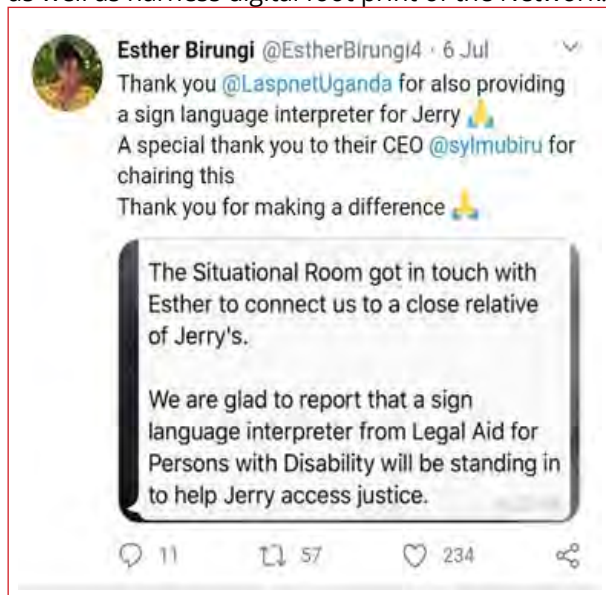 as well as harness digital foot print of the Network.
Esther Birungi @EstherBirungi4 · 6 Jul
Thank you @LaspnetUganda for also providing
a sign language interpreter for Jerry 🙏
A special thank you to their CEO @sylmubiru for
chairing this
Thank you for making a difference 🙏
The Situational Room got in touch with
Esther to connect us to a close relative
of Jerry's.
We are glad to report that a sign
language interpreter from Legal Aid for
Persons with Disability will be standing in
to help Jerry access justice.
11 57 234